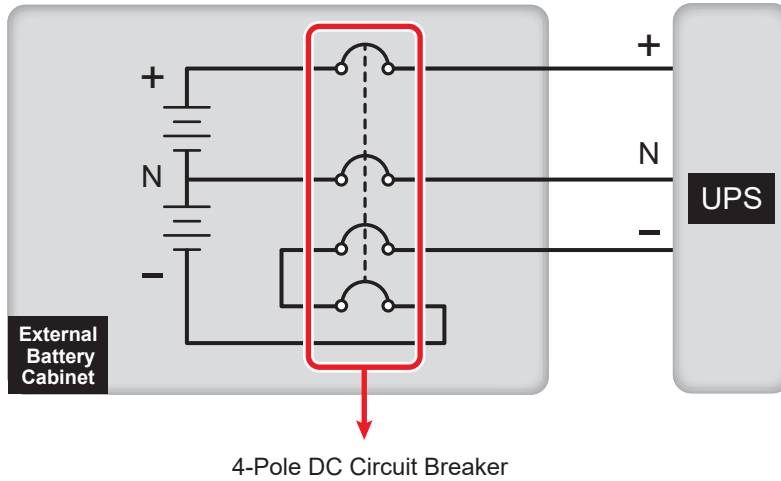 +
+
N
N
UPS
−
−
External
Battery
Cabinet
4-Pole DC Circuit Breaker